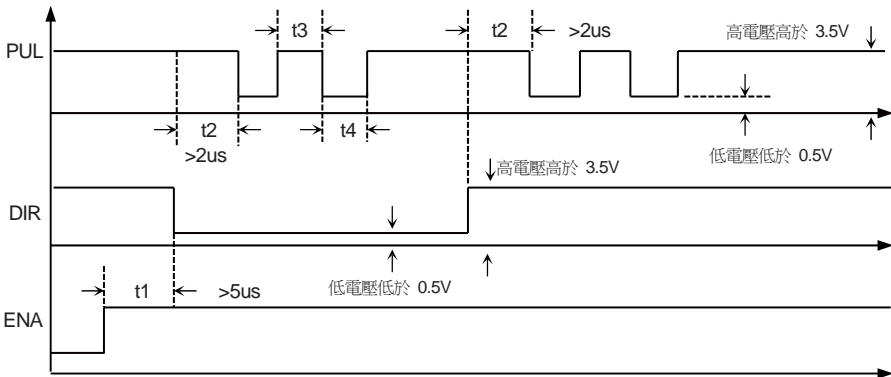 t3
t2
>2us
高電壓高於 3.5V
PUL
t2
t4
>2us
低電壓低於 0.5V
高電壓高於 3.5V
DIR
t1
>5us
低電壓低於 0.5V
ENA